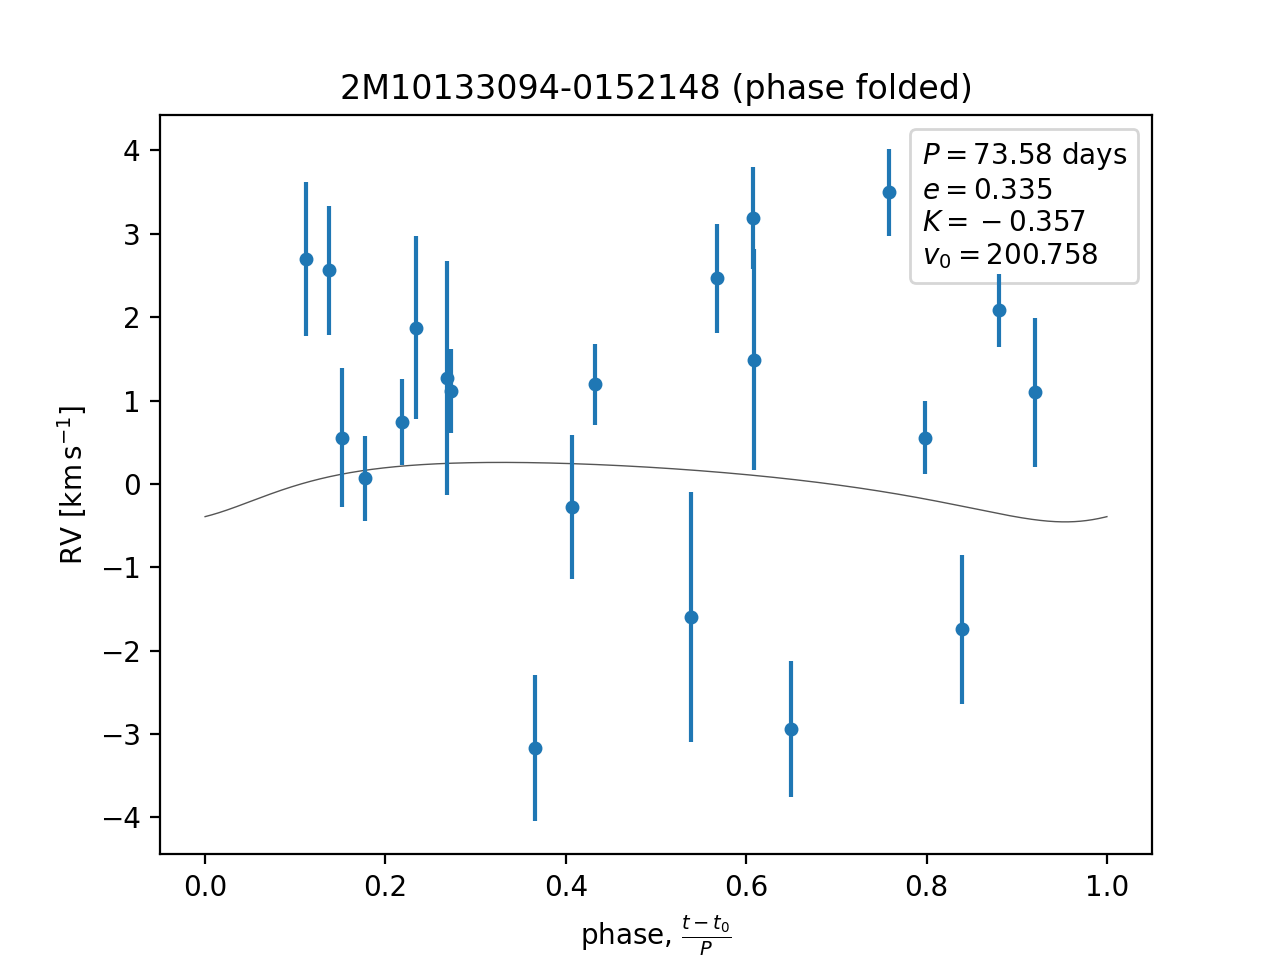 2M10133094-0152148 (phase folded)
P = 73.58 days
e = 0.335
K = −0.357
v₀ = 200.758
RV [km s⁻¹]
4
3
2
1
0
−1
−2
−3
−4
0.0 0.2 0.4 0.6 0.8 1.0
phase, (t − t₀)/P